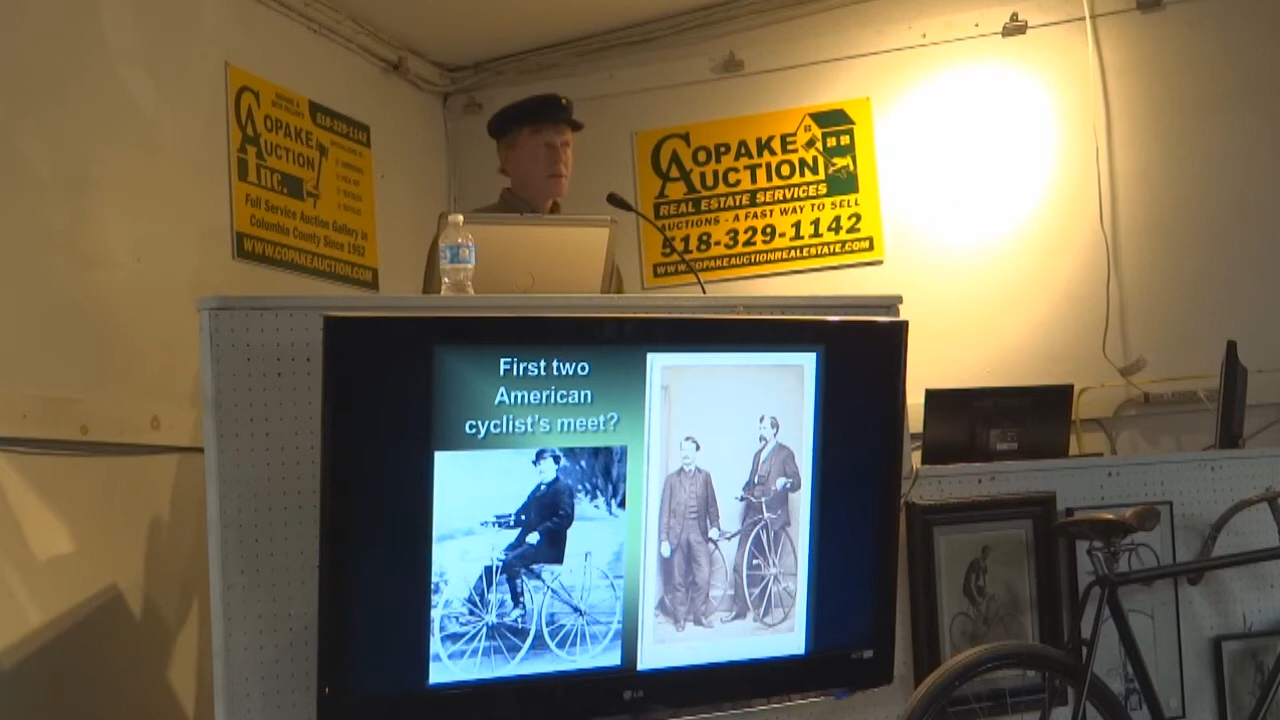 518-329-1142
COPAKE
AUCTION
Inc.
Full Service Auction Gallery in
Columbia County Since 1962
WWW.COPAKEAUCTION.COM
COPAKE
AUCTION
REAL ESTATE SERVICES
AUCTIONS - A FAST WAY TO SELL
518-329-1142
WWW.COPAKEAUCTIONREALESTATE.COM
First two
American
cyclist's meet?
LG